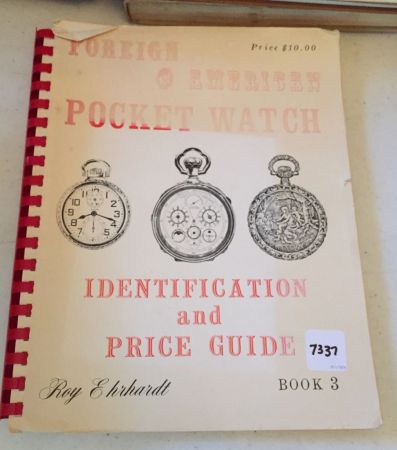 Price $10.00
FOREIGN
& AMERICAN
POCKET WATCH
IDENTIFICATION
and
PRICE GUIDE
7337
Roy Ehrhardt
BOOK 3